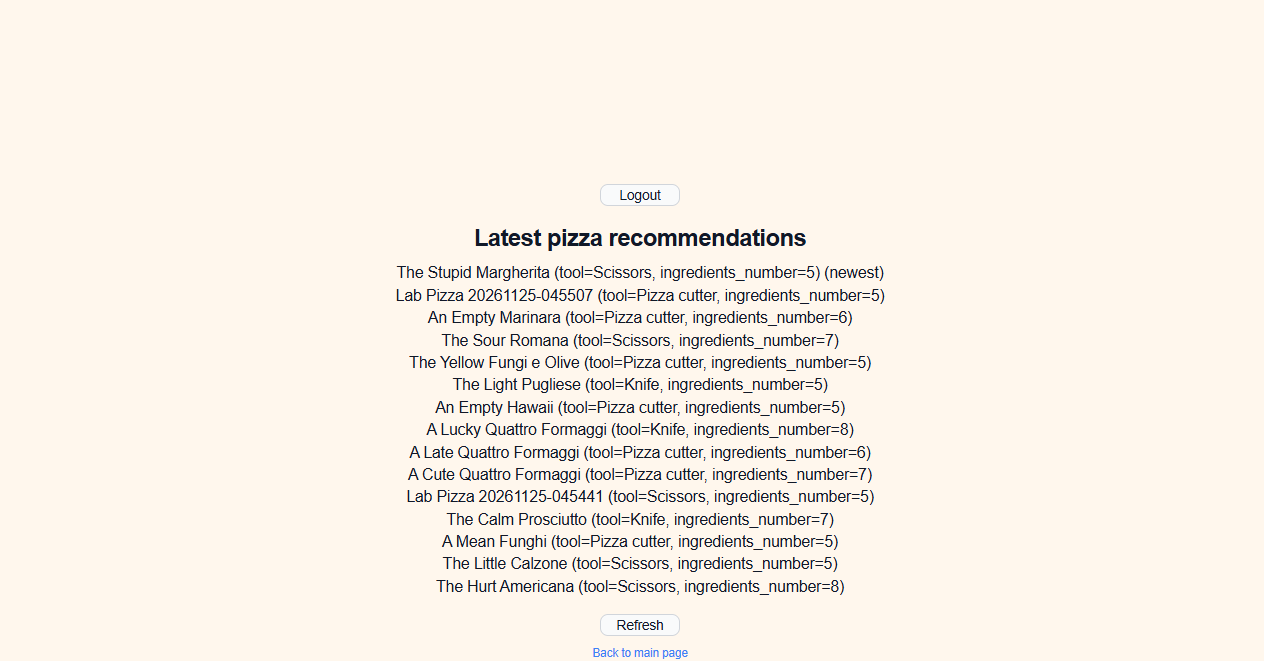 Logout
Latest pizza recommendations
The Stupid Margherita (tool=Scissors, ingredients_number=5) (newest)
Lab Pizza 20261125-045507 (tool=Pizza cutter, ingredients_number=5)
An Empty Marinara (tool=Pizza cutter, ingredients_number=6)
The Sour Romana (tool=Scissors, ingredients_number=7)
The Yellow Fungi e Olive (tool=Pizza cutter, ingredients_number=5)
The Light Pugliese (tool=Knife, ingredients_number=5)
An Empty Hawaii (tool=Pizza cutter, ingredients_number=5)
A Lucky Quattro Formaggi (tool=Knife, ingredients_number=8)
A Late Quattro Formaggi (tool=Pizza cutter, ingredients_number=6)
A Cute Quattro Formaggi (tool=Pizza cutter, ingredients_number=7)
Lab Pizza 20261125-045441 (tool=Scissors, ingredients_number=5)
The Calm Prosciutto (tool=Knife, ingredients_number=7)
A Mean Funghi (tool=Pizza cutter, ingredients_number=5)
The Little Calzone (tool=Scissors, ingredients_number=5)
The Hurt Americana (tool=Scissors, ingredients_number=8)
Refresh
Back to main page